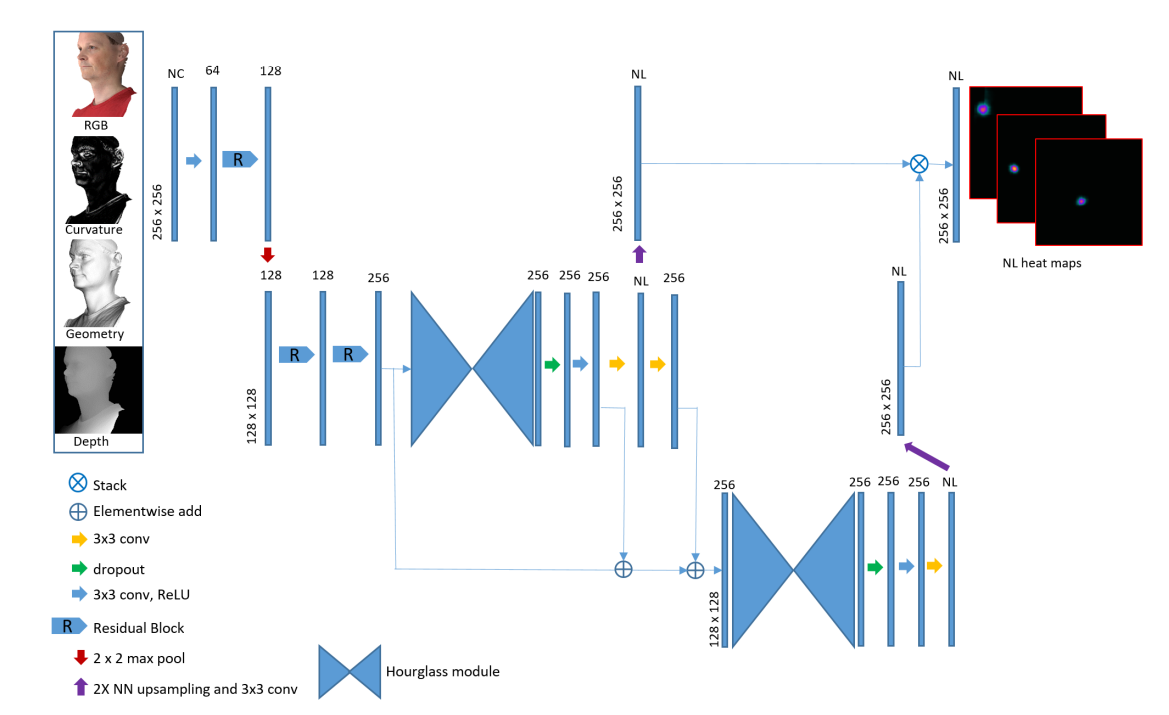 RGB
Curvature
Geometry
Depth
NC
64
128
256 x 256
R
128
128
256
128 x 128
R
R
256
256
256
NL
256
NL
256 x 256
256
128 x 128
256
256
256
NL
NL
256 x 256
NL
256 x 256
NL heat maps
Stack
Elementwise add
3x3 conv
dropout
3x3 conv, ReLU
R Residual Block
2 x 2 max pool
2X NN upsampling and 3x3 conv
Hourglass module